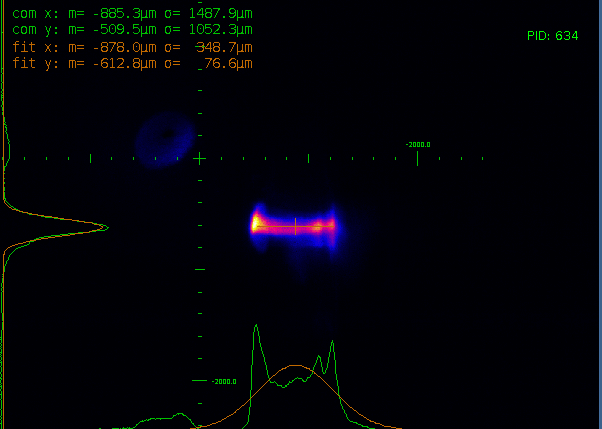 com x: m= -885.3µm σ= 1487.9µm
com y: m= -509.5µm σ= 1052.3µm
fit x: m= -878.0µm σ= 348.7µm
fit y: m= -612.8µm σ= 76.6µm
PID: 634
-2000.0
-2000.0